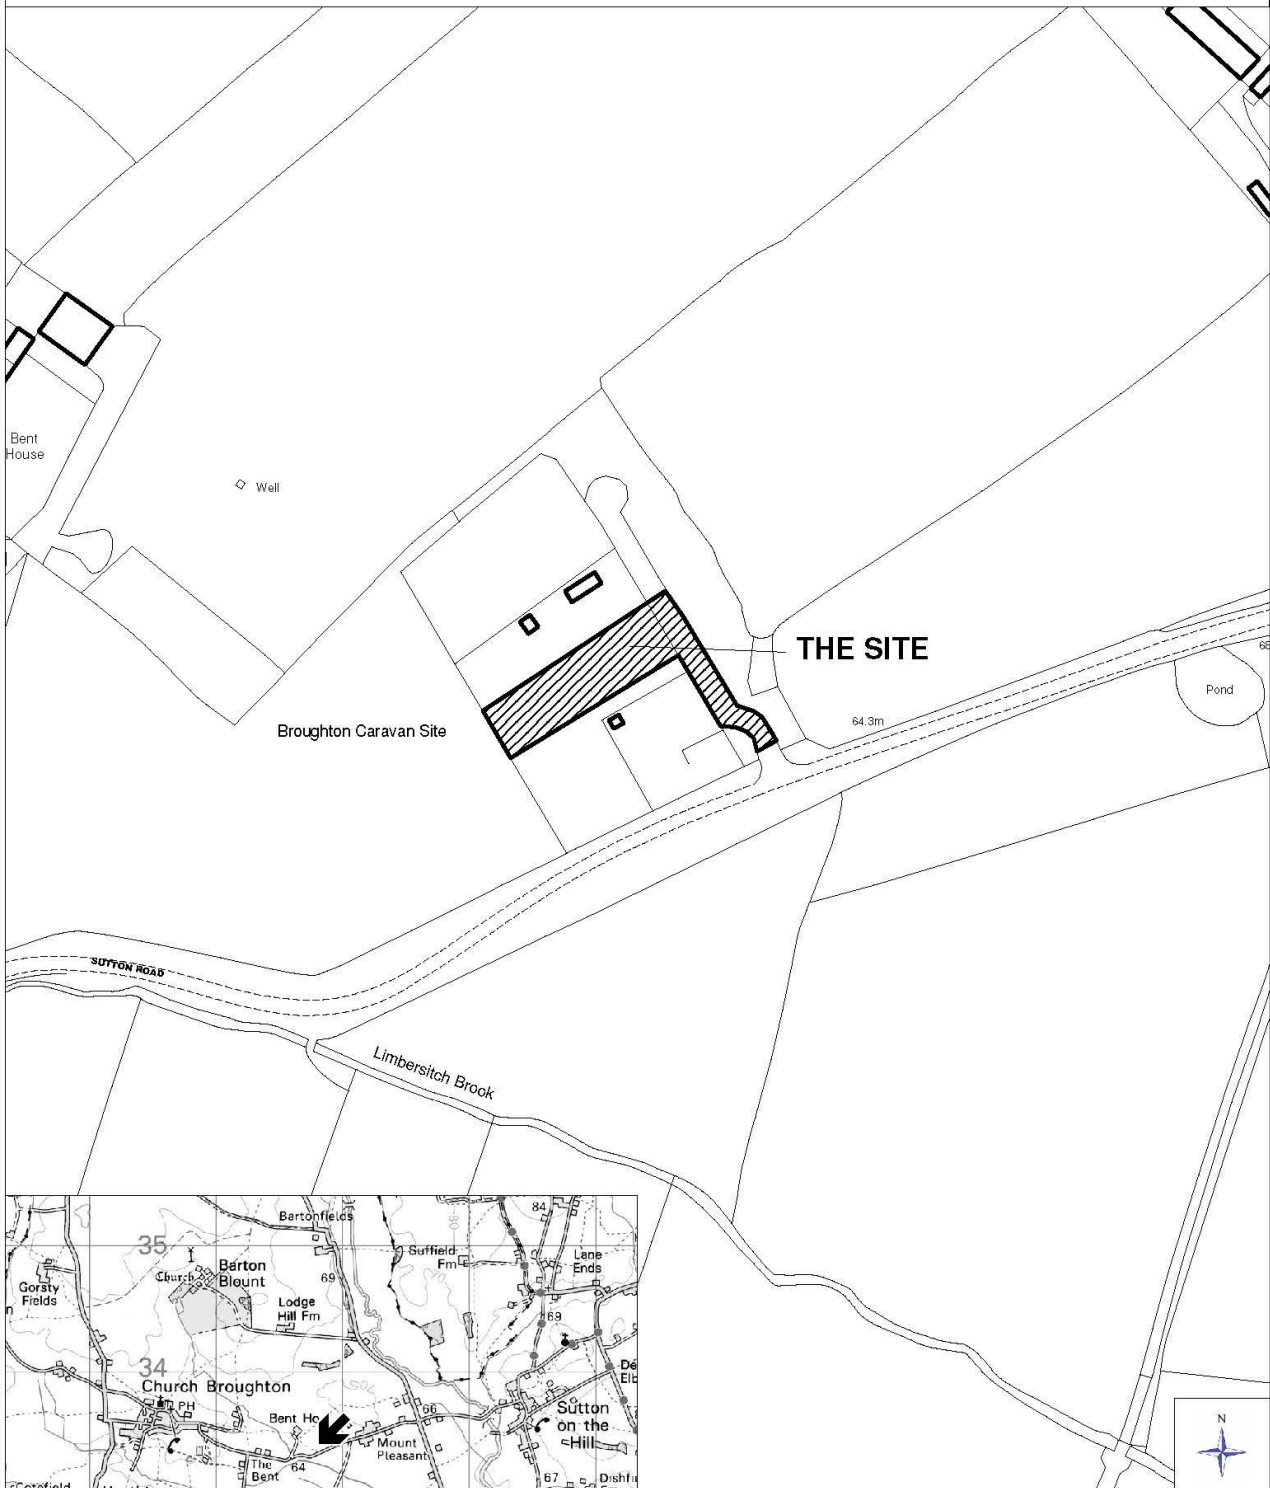 Bent
House
Well
THE SITE
Broughton Caravan Site
64.3m
68
Pond
SUTTON ROAD
Limbersitch Brook
Bartonfields
84
35
Suffield
Fm
Lane
Ends
Church
Barton
Blount
69
Gorsty
Fields
Lodge
Hill Fm
69
34
Church Broughton
PH
Bent Ho
66
Sutton
on the
Hill
Mount
Pleasant
The
Bent
64
67
N